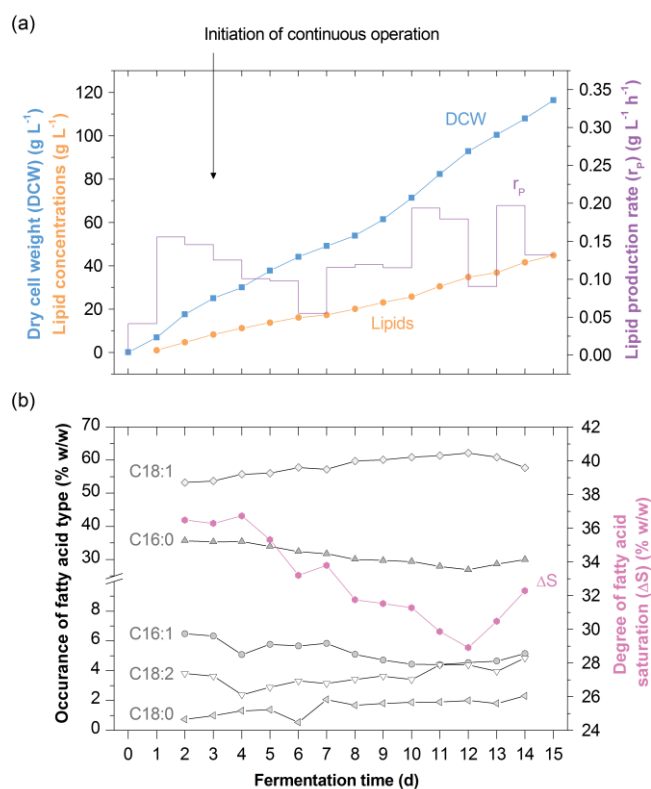 (a)
Initiation of continuous operation
Dry cell weight (DCW) (g L⁻¹)
Lipid concentrations (g L⁻¹)
120
100
80
60
40
20
0
DCW
rₚ
Lipids
0.35
0.30
0.25
0.20
0.15
0.10
0.05
0.00
Lipid production rate (rₚ) (g L⁻¹ h⁻¹)
(b)
Occurance of fatty acid type (% w/w)
70
60
50
40
30
8
6
4
2
0
C18:1
C16:0
C16:1
C18:2
C18:0
ΔS
42
40
38
36
34
32
30
28
26
24
Degree of fatty acid
saturation (ΔS) (% w/w)
0 1 2 3 4 5 6 7 8 9 10 11 12 13 14 15
Fermentation time (d)